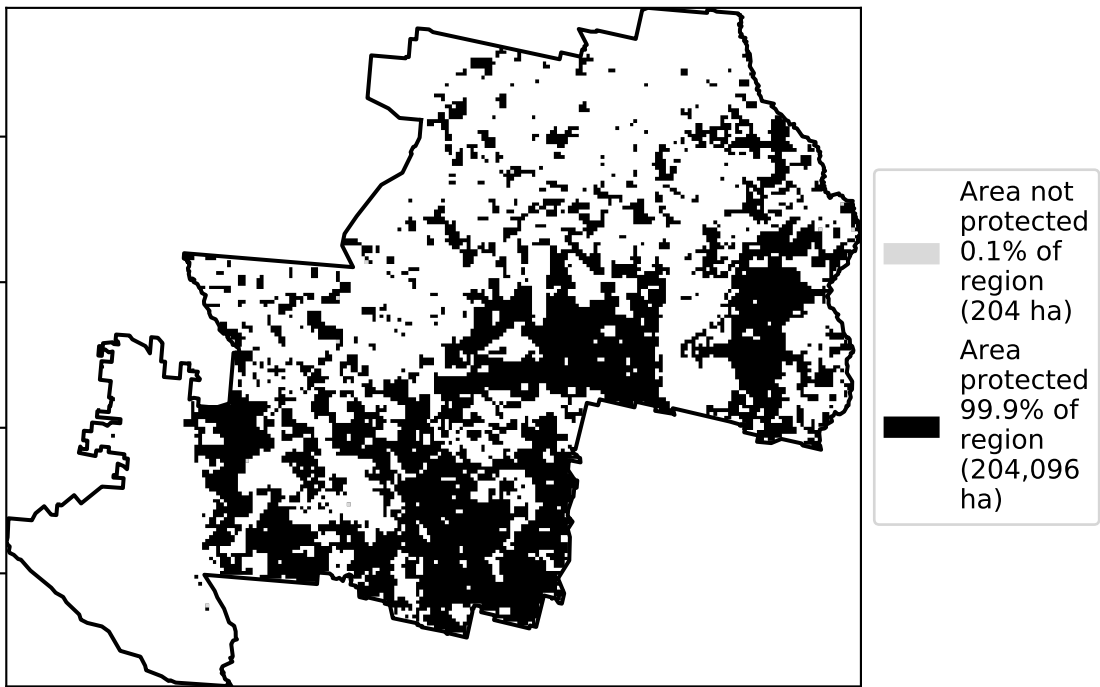 Area not
protected
0.1% of
region
(204 ha)
Area
protected
99.9% of
region
(204,096
ha)